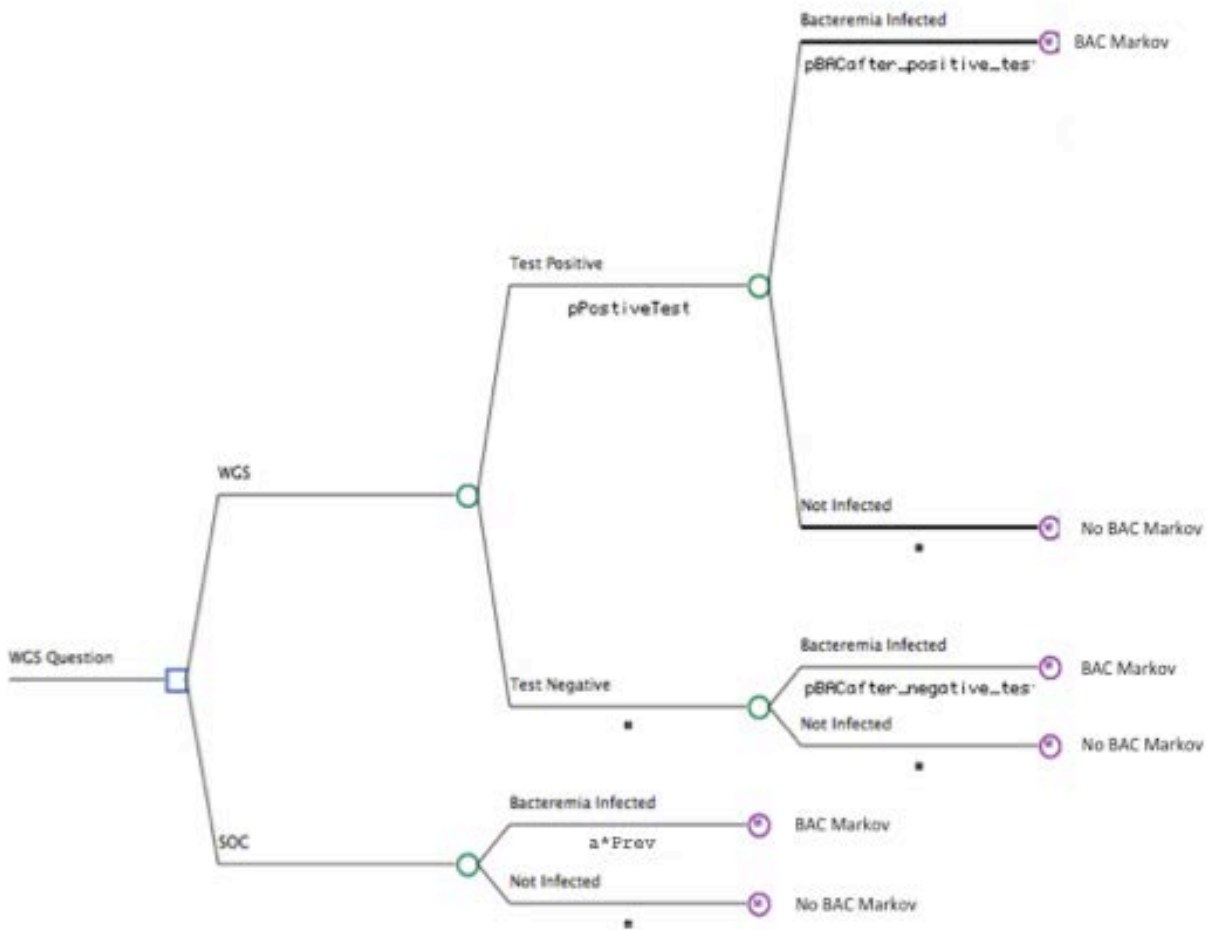 Bacteremia Infected
BAC Markov
pBACafter_positive_tes
Test Positive
pPostiveTest
WGS
Not Infected
No BAC Markov
Bacteremia Infected
BAC Markov
WGS Question
Test Negative
pBACafter_negative_tes
Not Infected
No BAC Markov
Bacteremia Infected
BAC Markov
SOC
a*Prev
Not Infected
No BAC Markov